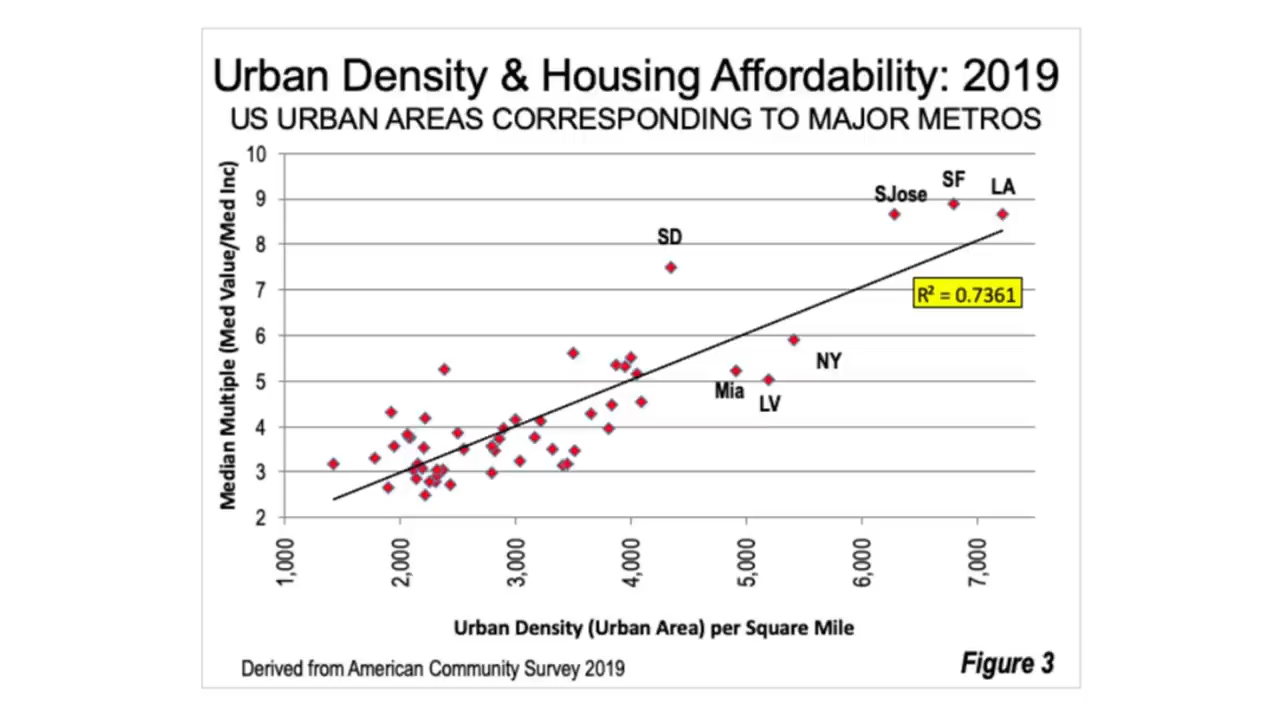 Urban Density & Housing Affordability: 2019
US URBAN AREAS CORRESPONDING TO MAJOR METROS
Median Multiple (Med Value/Med Inc)
10
9
8
7
6
5
4
3
2
SJose
SF
LA
SD
R² = 0.7361
NY
Mia
LV
1,000
2,000
3,000
4,000
5,000
6,000
7,000
Urban Density (Urban Area) per Square Mile
Derived from American Community Survey 2019
Figure 3